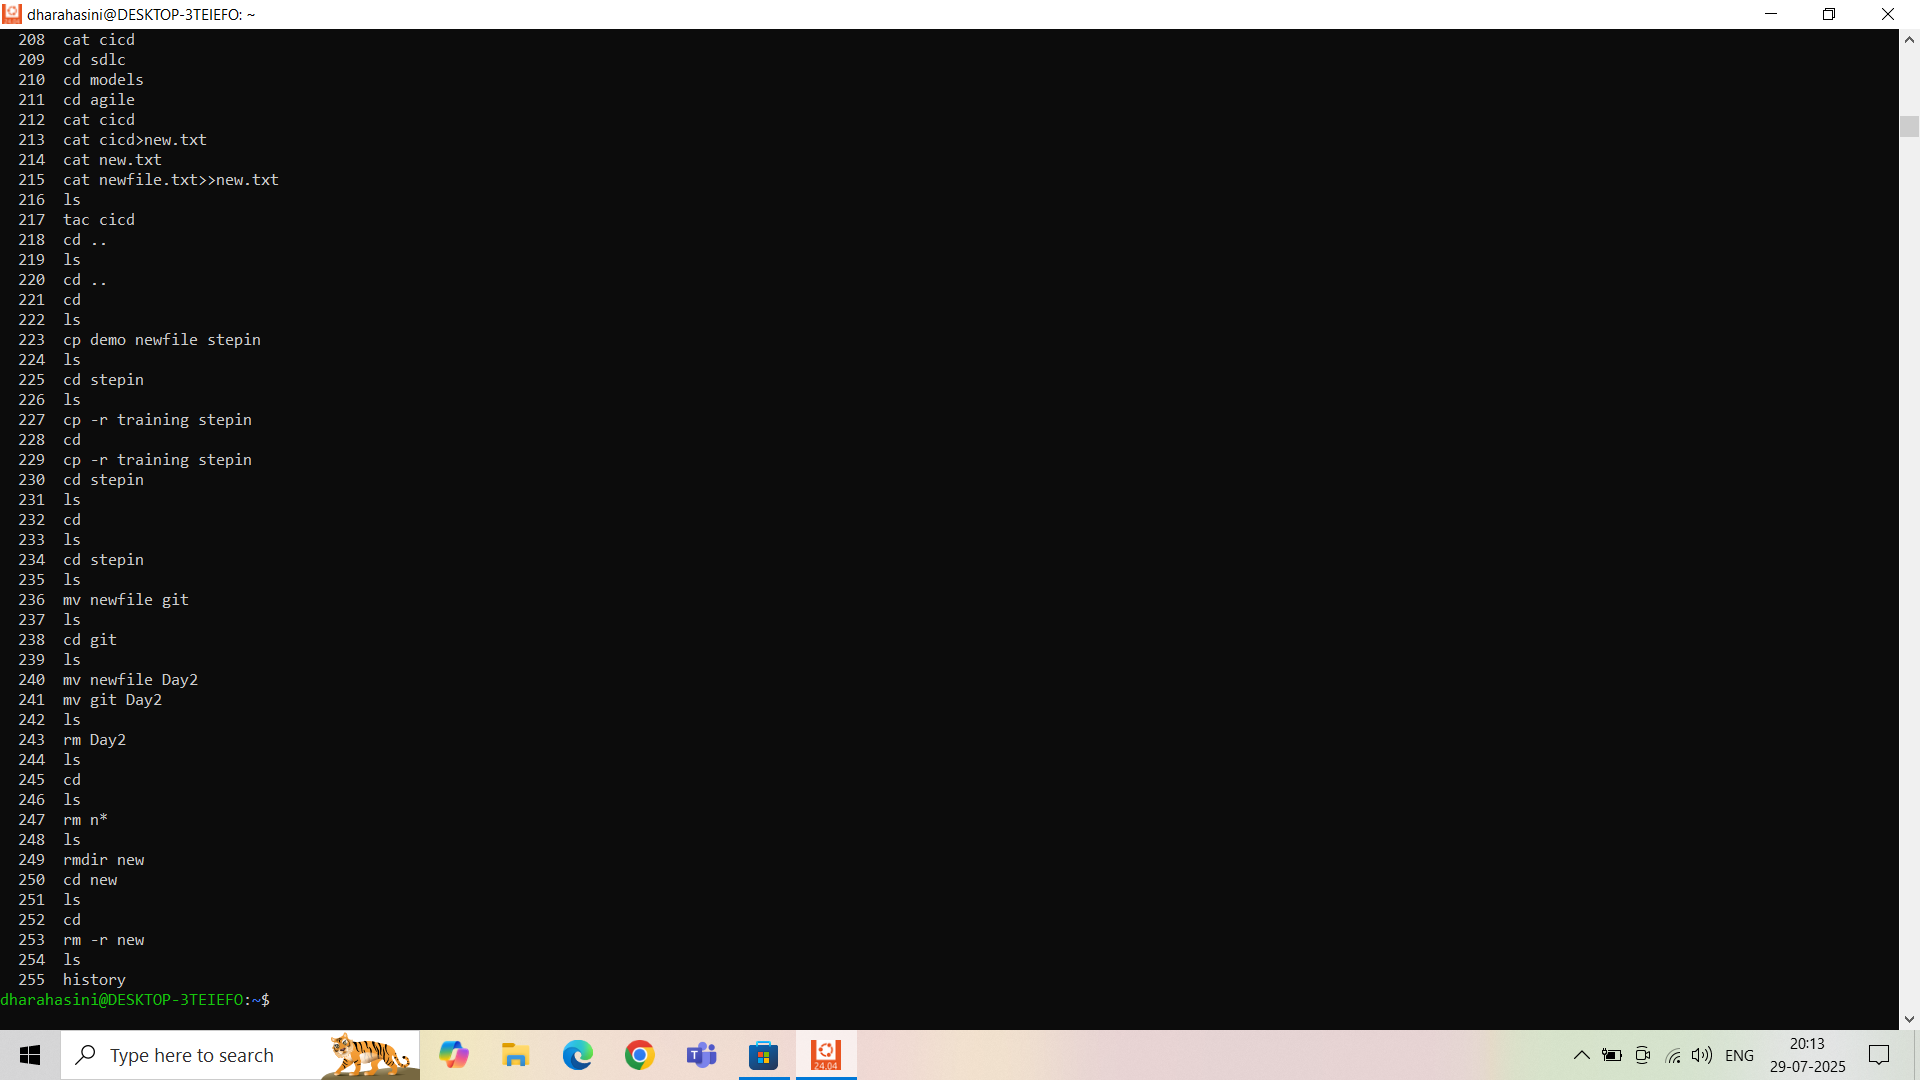 dharahasini@DESKTOP-3TEIEFO: ~
208 cat cicd
209 cd sdlc
210 cd models
211 cd agile
212 cat cicd
213 cat cicd>new.txt
214 cat new.txt
215 cat newfile.txt>>new.txt
216 ls
217 tac cicd
218 cd ..
219 ls
220 cd ..
221 cd
222 ls
223 cp demo newfile stepin
224 ls
225 cd stepin
226 ls
227 cp -r training stepin
228 cd
229 cp -r training stepin
230 cd stepin
231 ls
232 cd
233 ls
234 cd stepin
235 ls
236 mv newfile git
237 ls
238 cd git
239 ls
240 mv newfile Day2
241 mv git Day2
242 ls
243 rm Day2
244 ls
245 cd
246 ls
247 rm n*
248 ls
249 rmdir new
250 cd new
251 ls
252 cd
253 rm -r new
254 ls
255 history
dharahasini@DESKTOP-3TEIEFO:~$
Type here to search
24.04
ENG
20:13
29-07-2025